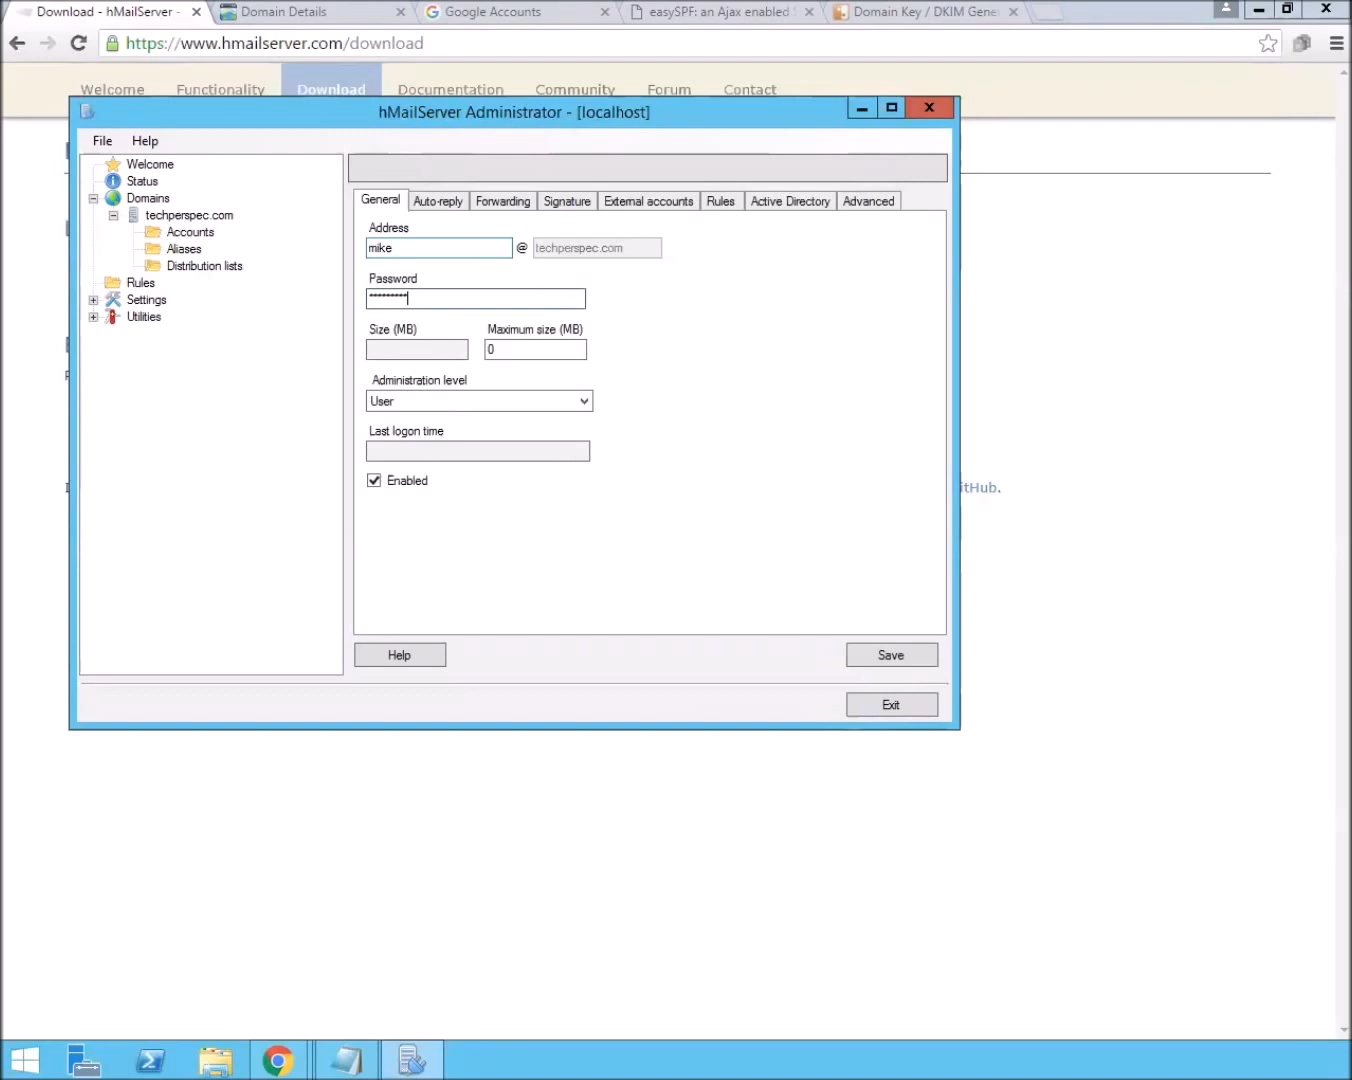 Download - hMailServer -
Domain Details
Google Accounts
easySPF: an Ajax enabled
Domain Key / DKIM Gene
https://www.hmailserver.com/download
Welcome
Functionality
Download
Documentation
Community
Forum
Contact
hMailServer Administrator - [localhost]
File
Help
Welcome
Status
Domains
techperspec.com
Accounts
Aliases
Distribution lists
Rules
Settings
Utilities
General
Auto-reply
Forwarding
Signature
External accounts
Rules
Active Directory
Advanced
Address
mike @ techperspec.com
Password
*********
Size (MB)
Maximum size (MB)
0
Administration level
User
Last logon time
Enabled
Help
Save
Exit
itHub.